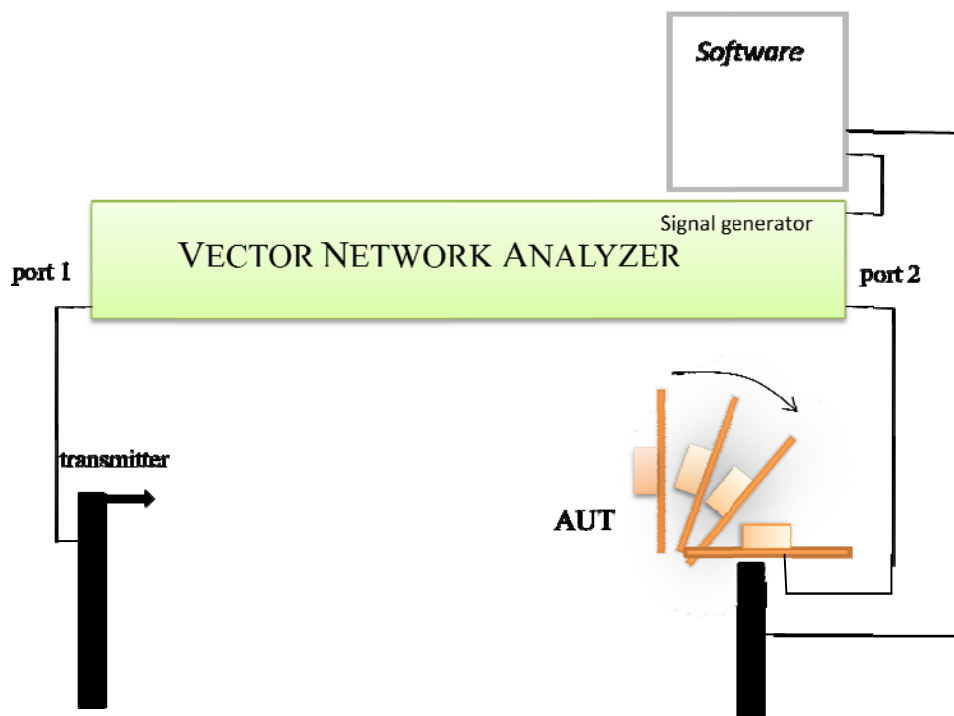 Software
Signal generator
VECTOR NETWORK ANALYZER
port 1
port 2
transmitter
AUT